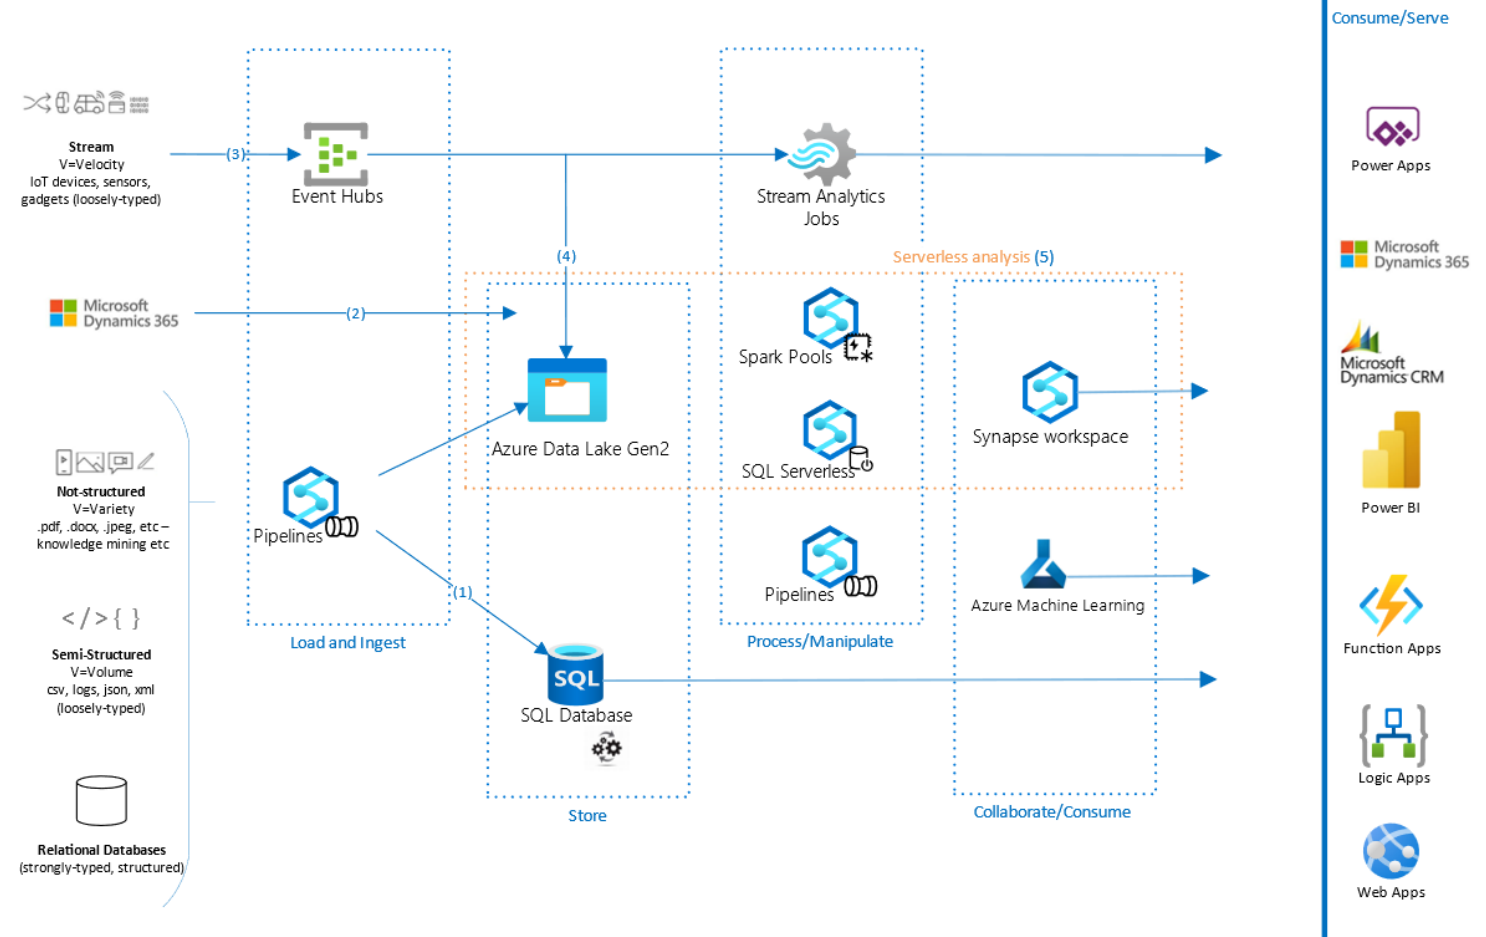 Consume/Serve
Stream
V=Velocity
IoT devices, sensors,
gadgets (loosely-typed)
(3)
Event Hubs
Stream Analytics
Jobs
Power Apps
(4)
Serverless analysis (5)
Microsoft
Dynamics 365
Microsoft
Dynamics 365
(2)
Spark Pools
Microsoft
Dynamics CRM
Azure Data Lake Gen2
SQL Serverless
Synapse workspace
Not-structured
V=Variety
.pdf, .docx, .jpeg, etc –
knowledge mining etc
Pipelines
Power BI
(1)
Pipelines
Azure Machine Learning
</>{ }
Semi-Structured
V=Volume
csv, logs, json, xml
(loosely-typed)
Load and Ingest
Process/Manipulate
Function Apps
SQL
SQL Database
Logic Apps
Store
Collaborate/Consume
Relational Databases
(strongly-typed, structured)
Web Apps